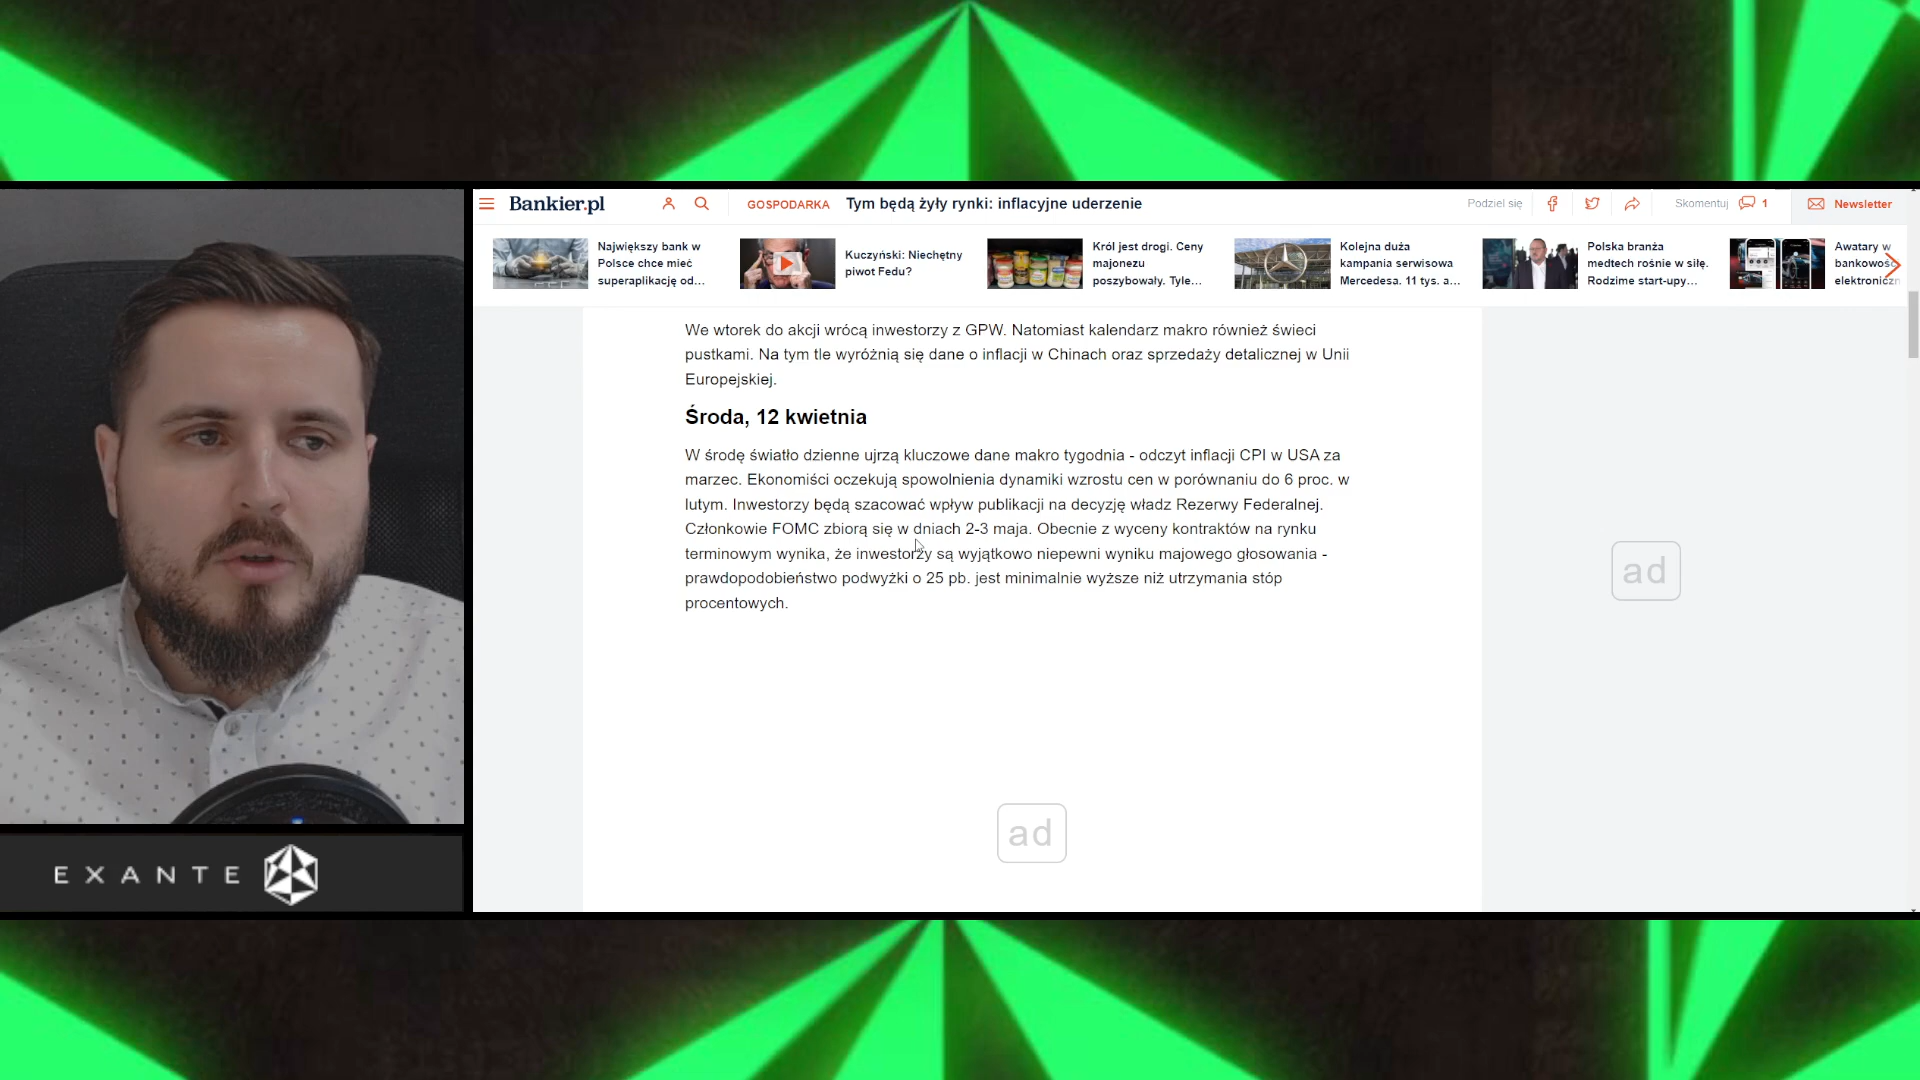 Bankier.pl
GOSPODARKA
Tym będą żyły rynki: inflacyjne uderzenie
Podziel się
Skomentuj
1
Newsletter
Największy bank w
Polsce chce mieć
superaplikację od...
Kuczyński: Niechętny
piwot Fedu?
Król jest drogi. Ceny
majonezu
poszybowały. Tyle...
Kolejna duża
kampania serwisowa
Mercedesa. 11 tys. a...
Polska branża
medtech rośnie w siłę.
Rodzime start-upy...
Awatary w
bankowość
elektroniczn
We wtorek do akcji wrócą inwestorzy z GPW. Natomiast kalendarz makro również świeci
pustkami. Na tym tle wyróżnią się dane o inflacji w Chinach oraz sprzedaży detalicznej w Unii
Europejskiej.
Środa, 12 kwietnia
W środę światło dzienne ujrzą kluczowe dane makro tygodnia - odczyt inflacji CPI w USA za
marzec. Ekonomiści oczekują spowolnienia dynamiki wzrostu cen w porównaniu do 6 proc. w
lutym. Inwestorzy będą szacować wpływ publikacji na decyzję władz Rezerwy Federalnej.
Członkowie FOMC zbiorą się w dniach 2-3 maja. Obecnie z wyceny kontraktów na rynku
terminowym wynika, że inwestorzy są wyjątkowo niepewni wyniku majowego głosowania -
prawdopodobieństwo podwyżki o 25 pb. jest minimalnie wyższe niż utrzymania stóp
procentowych.
ad
ad
EXANTE